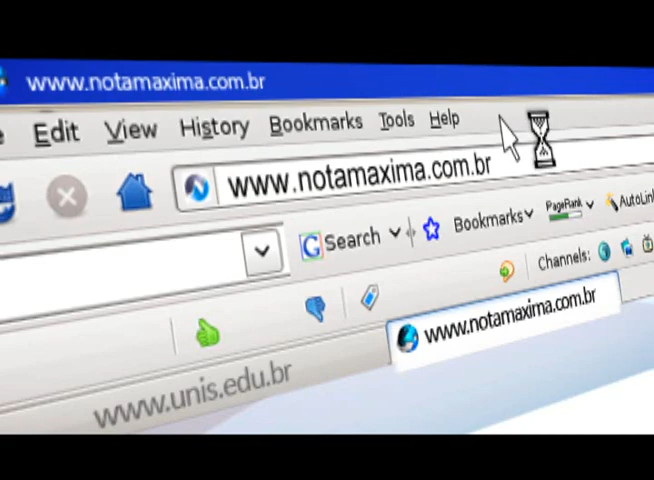 www.notamaxima.com.br
Edit View History Bookmarks Tools Help
www.notamaxima.com.br
G Search Bookmarks PageRank
Channels:
www.notamaxima.com.br
www.unis.edu.br